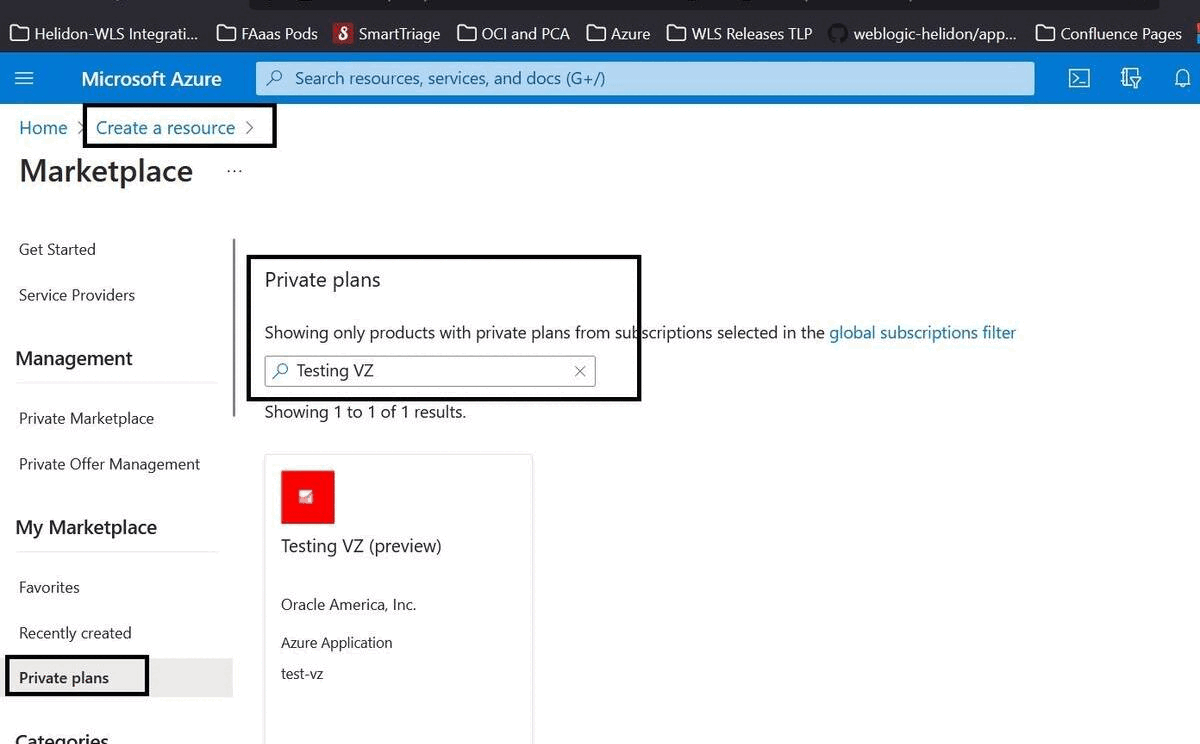 Helidon-WLS Integrati... FAaas Pods SmartTriage OCI and PCA Azure WLS Releases TLP weblogic-helidon/app... Confluence Pages
Microsoft Azure Search resources, services, and docs (G+/)
Home > Create a resource >
Marketplace ...
Get Started
Service Providers
Management
Private Marketplace
Private Offer Management
My Marketplace
Favorites
Recently created
Private plans
Categories
Private plans
Showing only products with private plans from subscriptions selected in the global subscriptions filter
Testing VZ
Showing 1 to 1 of 1 results.
Testing VZ (preview)
Oracle America, Inc.
Azure Application
test-vz